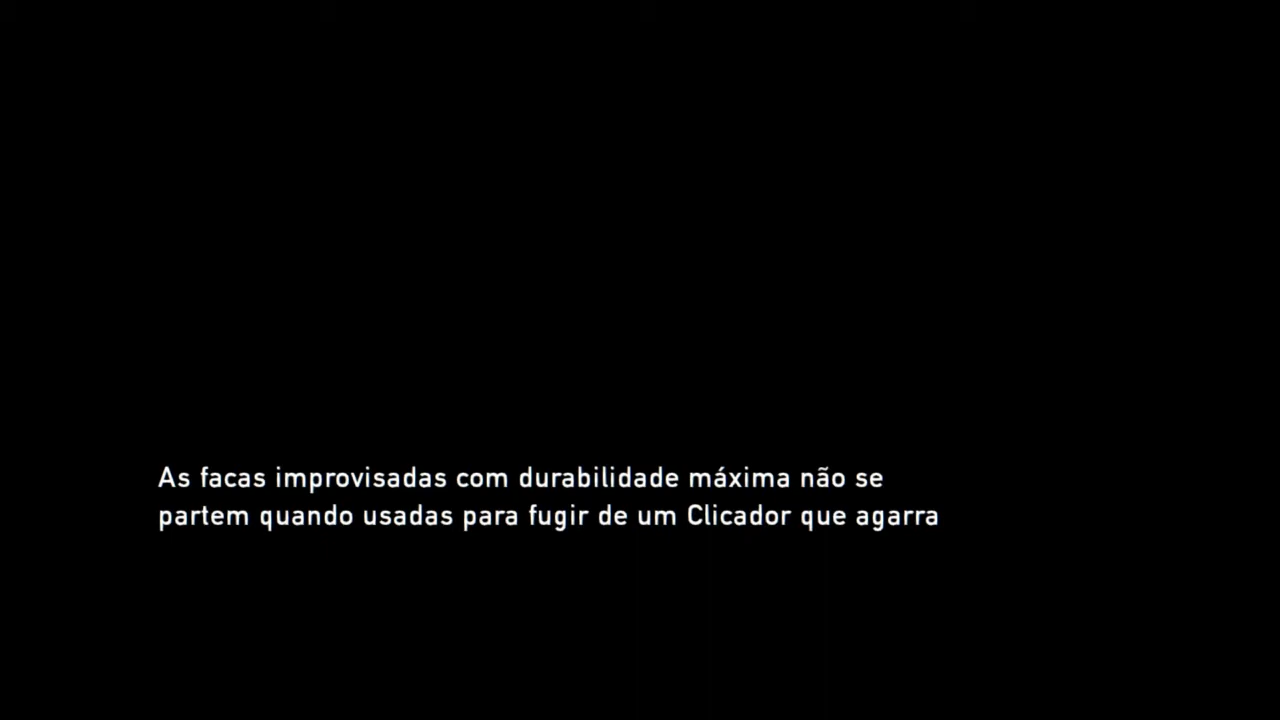 As facas improvisadas com durabilidade máxima não se
partem quando usadas para fugir de um Clicador que agarra